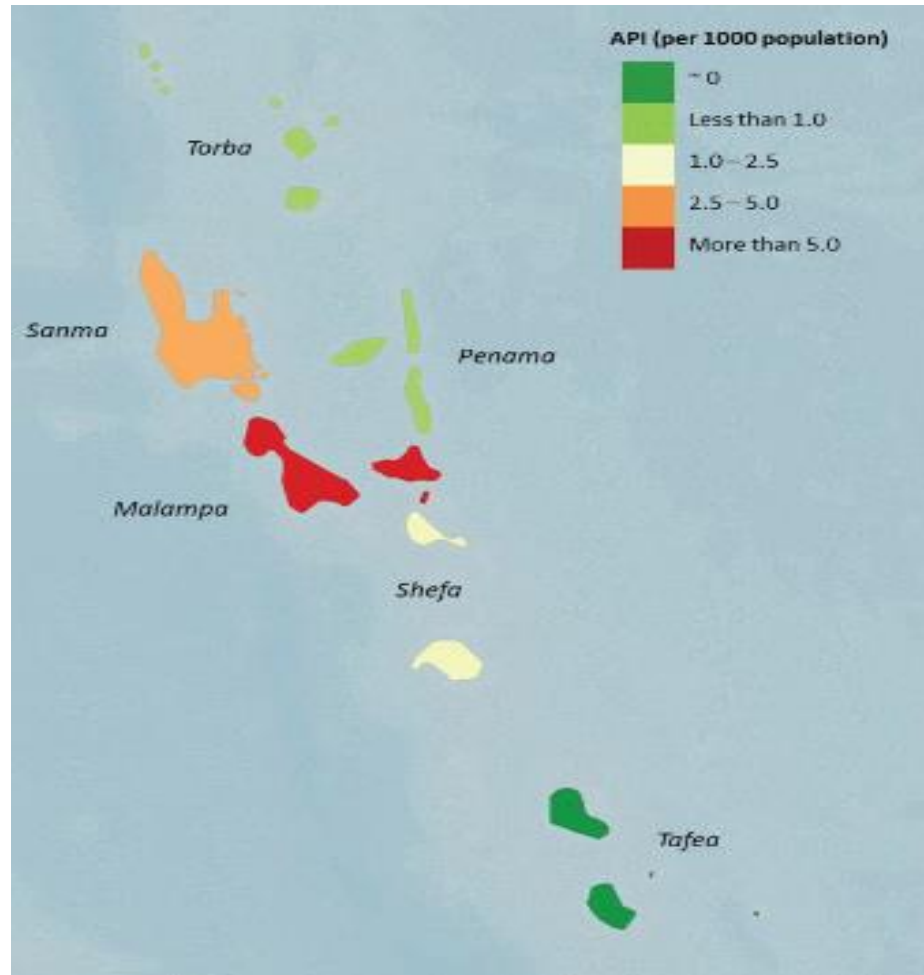 API (per 1000 population)
~ 0
Less than 1.0
1.0 – 2.5
2.5 – 5.0
More than 5.0
Torba
Sanma
Penama
Malampa
Shefa
Tafea